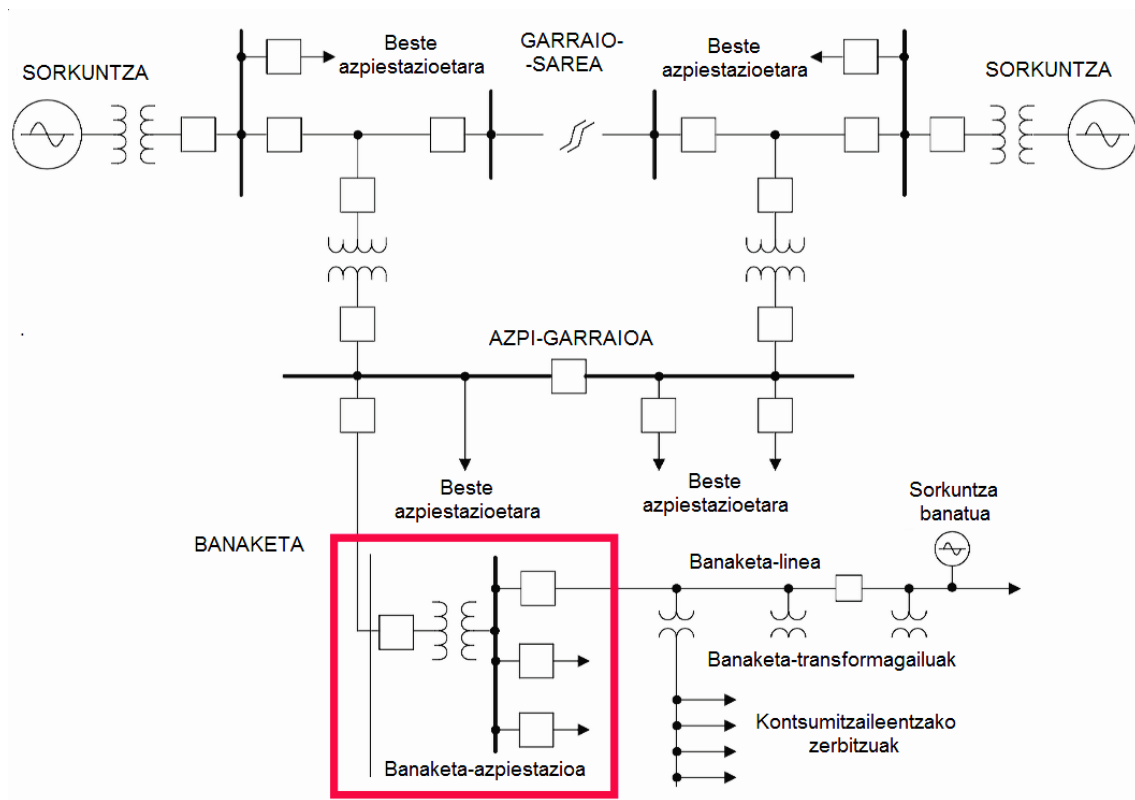 SORKUNTZA
Beste
azpiestazioetara
GARRAIO-
-SAREA
Beste
azpiestazioetara
SORKUNTZA
AZPI-GARRAIOA
Beste
azpiestazioetara
Beste
azpiestazioetara
Sorkuntza
banatua
BANAKETA
Banaketa-linea
Banaketa-transformagailuak
Kontsumitzaileentzako
zerbitzuak
Banaketa-azpiestazioa